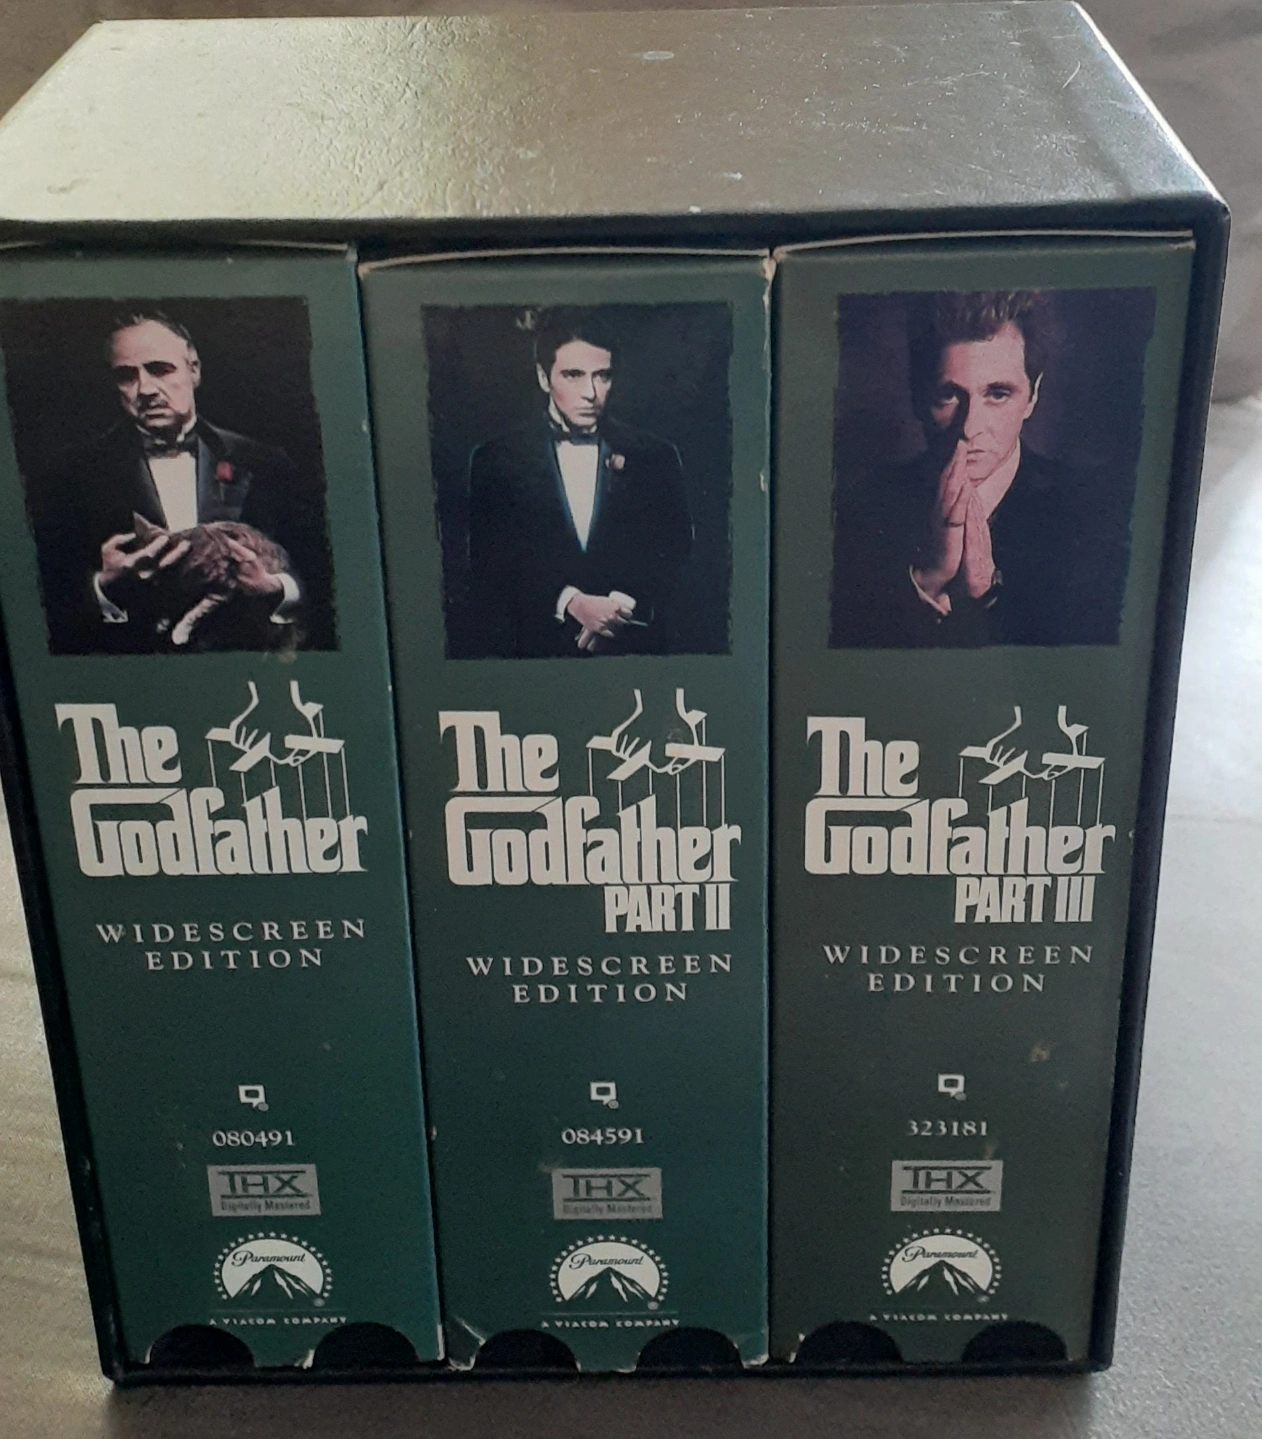 The
Godfather
WIDESCREEN
EDITION
080491
THX
Digitally Mastered
Paramount
A VIACOM COMPANY
The
Godfather
PART II
WIDESCREEN
EDITION
084591
THX
Digitally Mastered
Paramount
A VIACOM COMPANY
The
Godfather
PART III
WIDESCREEN
EDITION
323181
THX
Digitally Mastered
Paramount
A VIACOM COMPANY